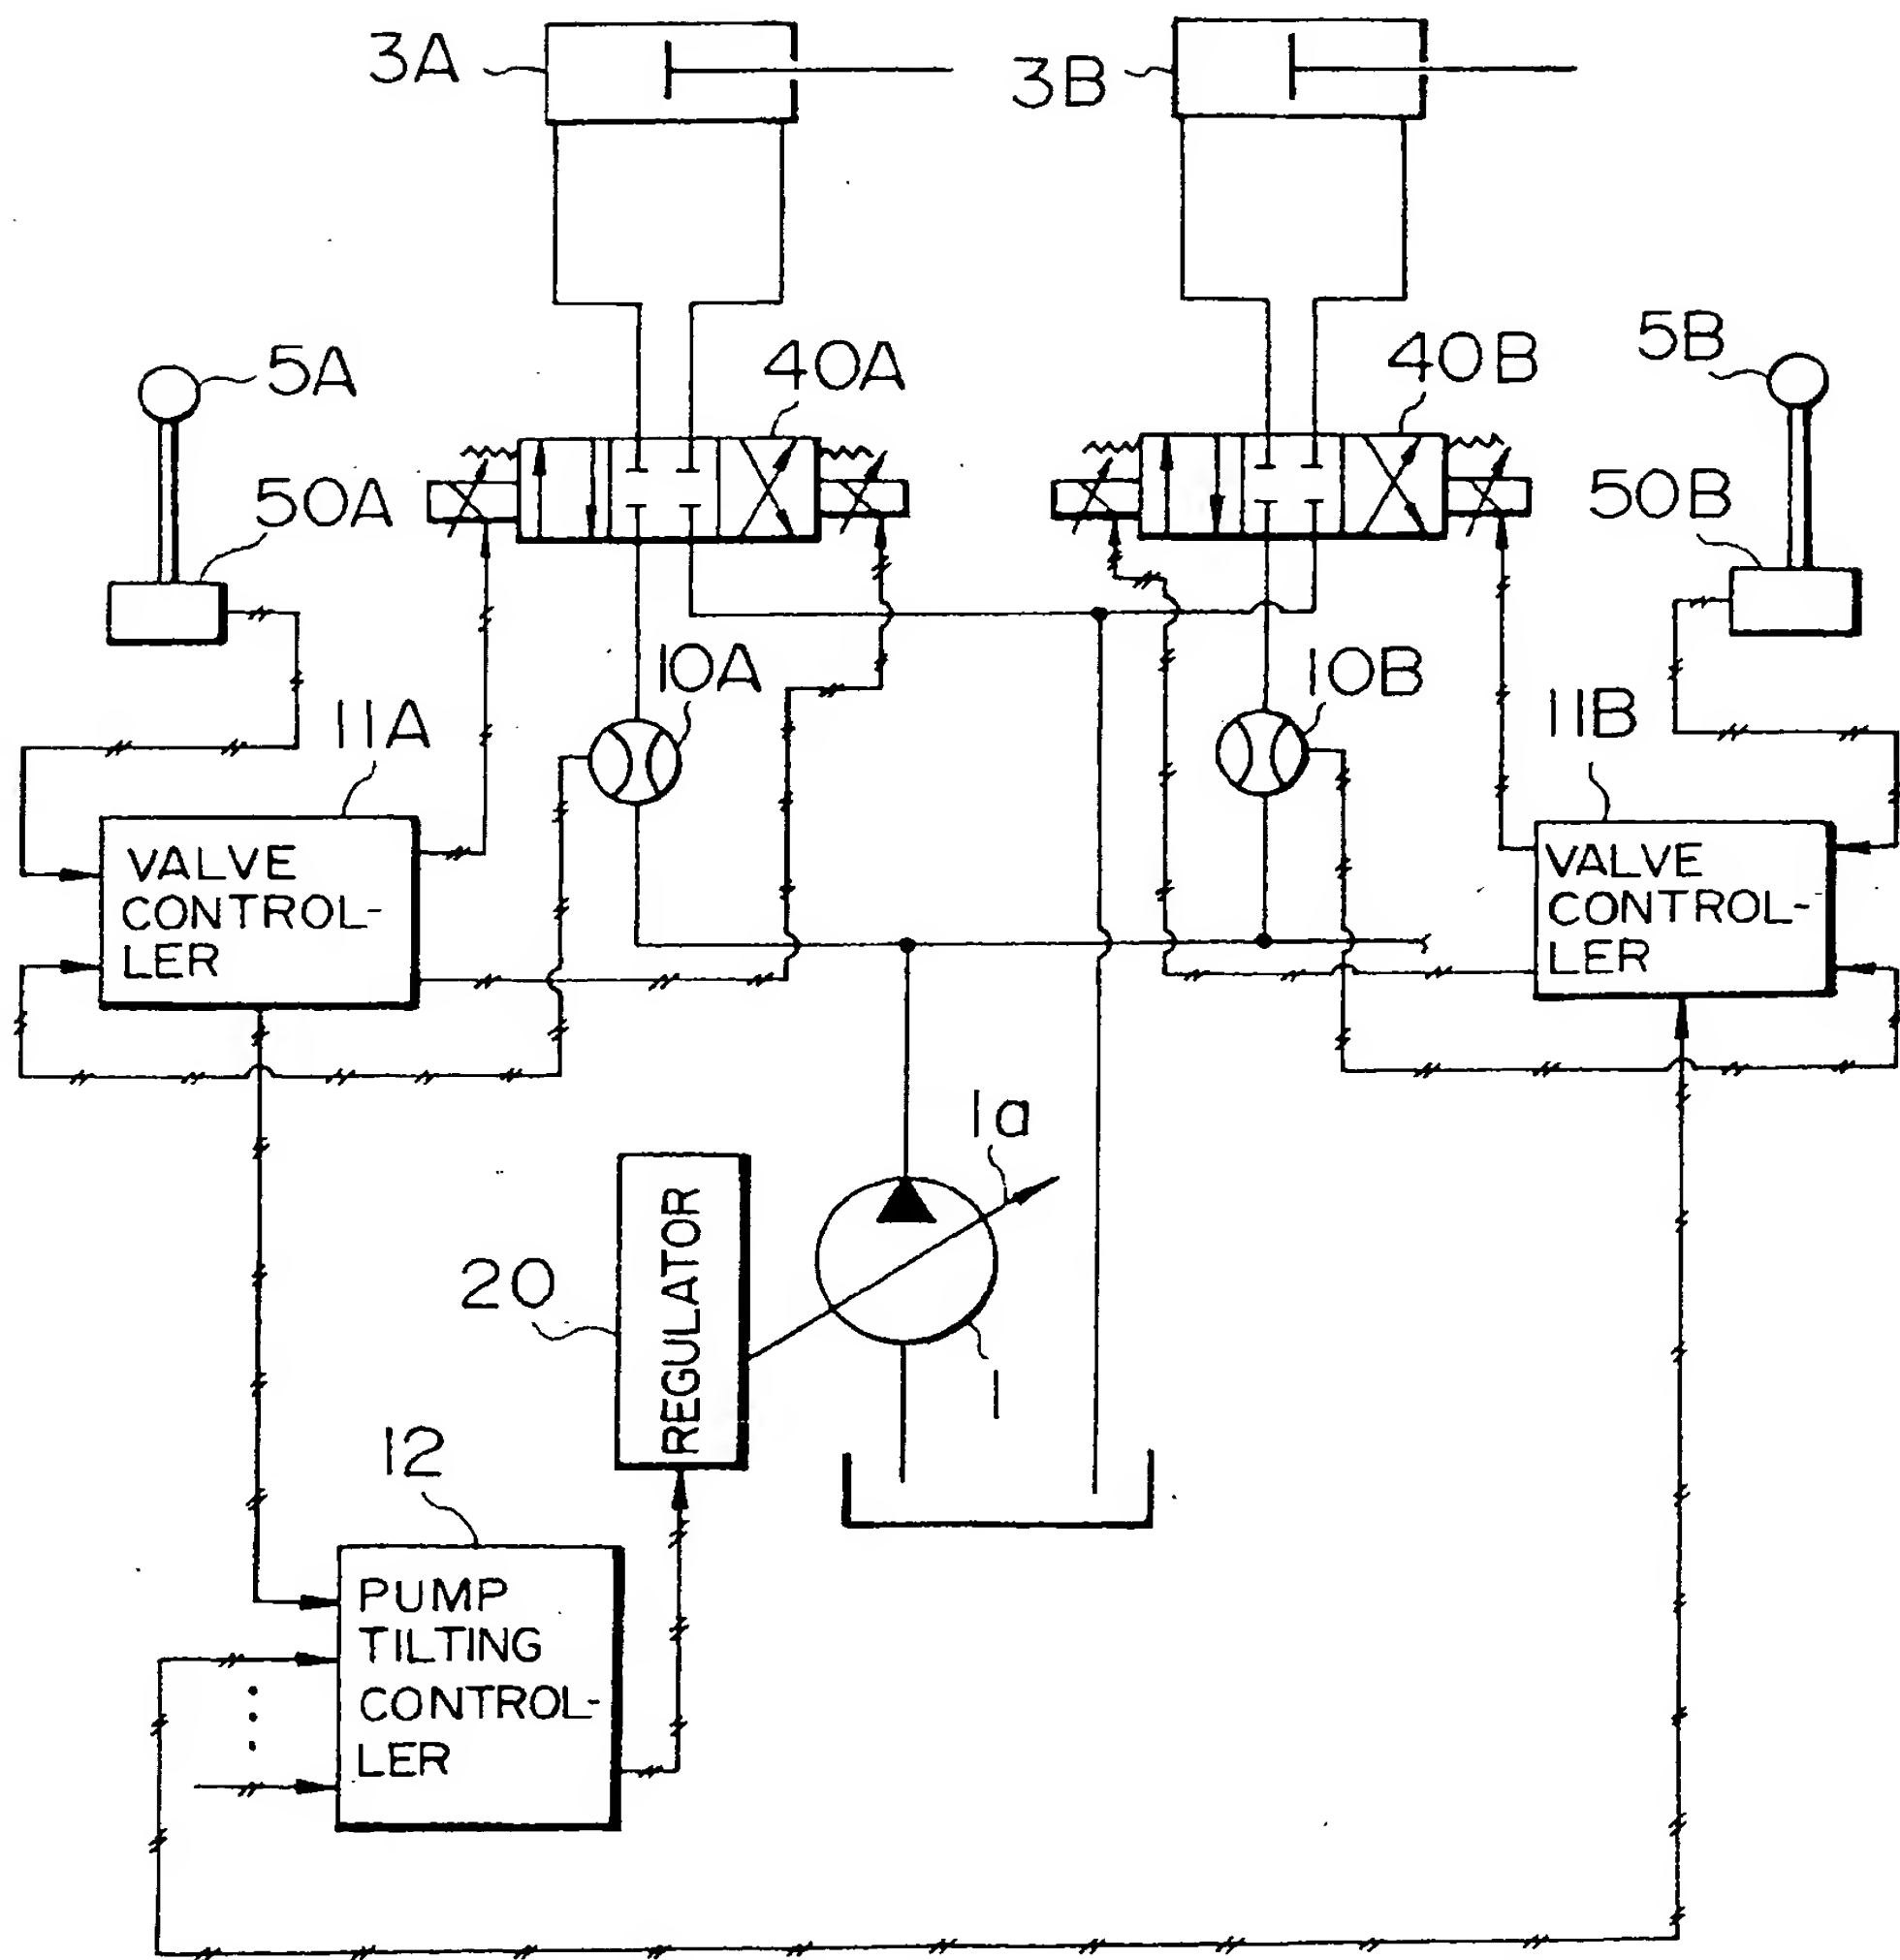 3A
3B
5A
40A
40B
5B
50A
50B
10A
10B
11A
11B
VALVE
CONTROL-
LER
VALVE
CONTROL-
LER
1a
REGULATOR
20
1
12
PUMP
TILTING
CONTROL-
LER